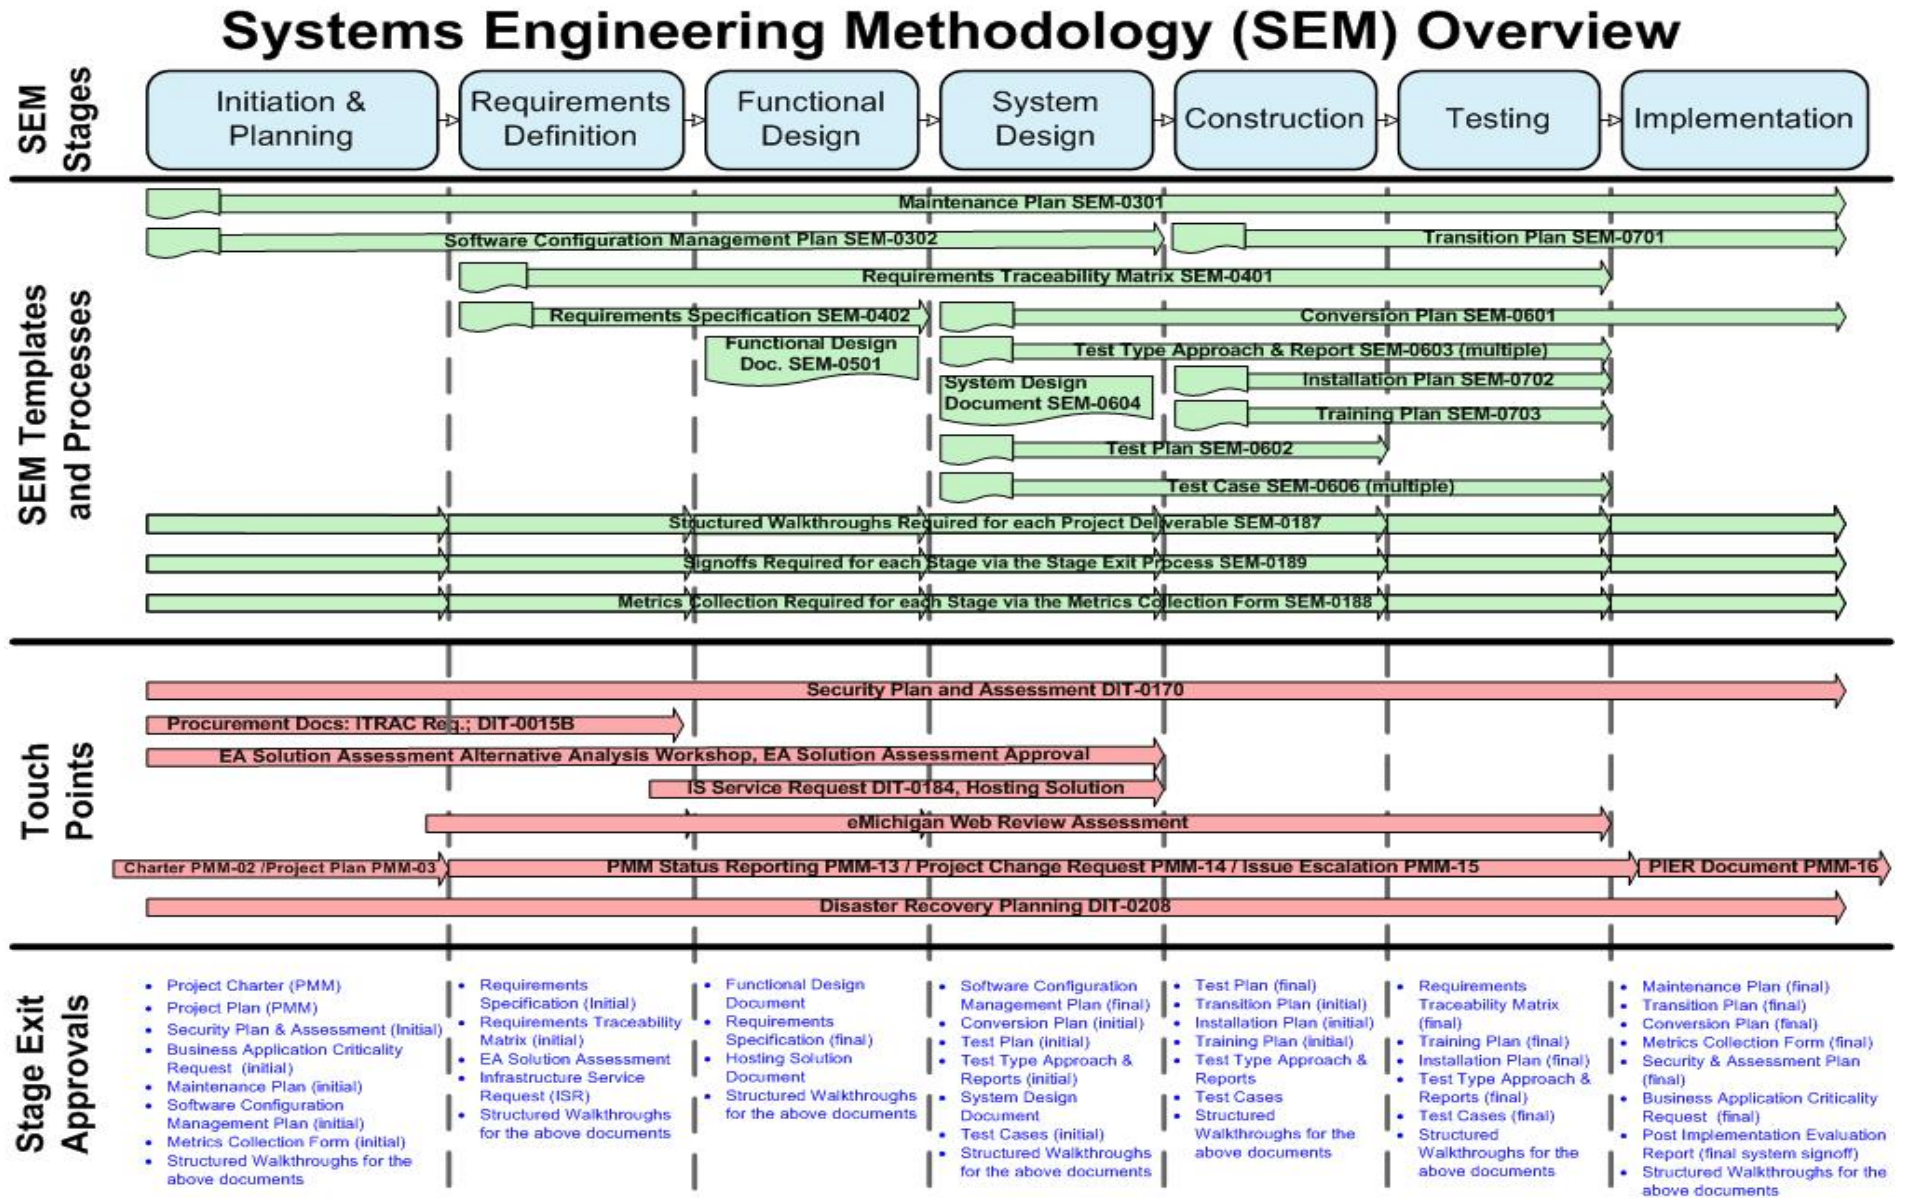 Systems Engineering Methodology (SEM) Overview
SEM
Stages
Initiation &
Planning
Requirements
Definition
Functional
Design
System
Design
Construction
Testing
Implementation
SEM Templates
and Processes
Maintenance Plan SEM-0301
Software Configuration Management Plan SEM-0302
Transition Plan SEM-0701
Requirements Traceability Matrix SEM-0401
Requirements Specification SEM-0402
Conversion Plan SEM-0601
Functional Design
Doc. SEM-0501
Test Type Approach & Report SEM-0603 (multiple)
System Design
Document SEM-0604
Installation Plan SEM-0702
Training Plan SEM-0703
Test Plan SEM-0602
Test Case SEM-0606 (multiple)
Structured Walkthroughs Required for each Project Deliverable SEM-0187
Signoffs Required for each Stage via the Stage Exit Process SEM-0189
Metrics Collection Required for each Stage via the Metrics Collection Form SEM-0188
Touch
Points
Security Plan and Assessment DIT-0170
Procurement Docs: ITRAC Req.; DIT-0015B
EA Solution Assessment Alternative Analysis Workshop, EA Solution Assessment Approval
IS Service Request DIT-0184, Hosting Solution
eMichigan Web Review Assessment
Charter PMM-02 /Project Plan PMM-03
PMM Status Reporting PMM-13 / Project Change Request PMM-14 / Issue Escalation PMM-15
PIER Document PMM-16
Disaster Recovery Planning DIT-0208
Stage Exit
Approvals
• Project Charter (PMM)
• Project Plan (PMM)
• Security Plan & Assessment (Initial)
• Business Application Criticality
Request (initial)
• Maintenance Plan (initial)
• Software Configuration
Management Plan (initial)
• Metrics Collection Form (initial)
• Structured Walkthroughs for the
above documents
• Requirements
Specification (Initial)
• Requirements Traceability
Matrix (initial)
• EA Solution Assessment
• Infrastructure Service
Request (ISR)
• Structured Walkthroughs
for the above documents
• Functional Design
Document
• Requirements
Specification (final)
• Hosting Solution
Document
• Structured Walkthroughs
for the above documents
• Software Configuration
Management Plan (final)
• Conversion Plan (initial)
• Test Plan (initial)
• Test Type Approach &
Reports (initial)
• System Design
Document
• Test Cases (initial)
• Structured Walkthroughs
for the above documents
• Test Plan (final)
• Transition Plan (initial)
• Installation Plan (initial)
• Training Plan (initial)
• Test Type Approach &
Reports
• Test Cases
• Structured
Walkthroughs for the
above documents
• Requirements
Traceability Matrix
(final)
• Training Plan (final)
• Installation Plan (final)
• Test Type Approach &
Reports (final)
• Test Cases (final)
• Structured
Walkthroughs for the
above documents
• Maintenance Plan (final)
• Transition Plan (final)
• Conversion Plan (final)
• Metrics Collection Form (final)
• Security & Assessment Plan
(final)
• Business Application Criticality
Request (final)
• Post Implementation Evaluation
Report (final system signoff)
• Structured Walkthroughs for the
above documents